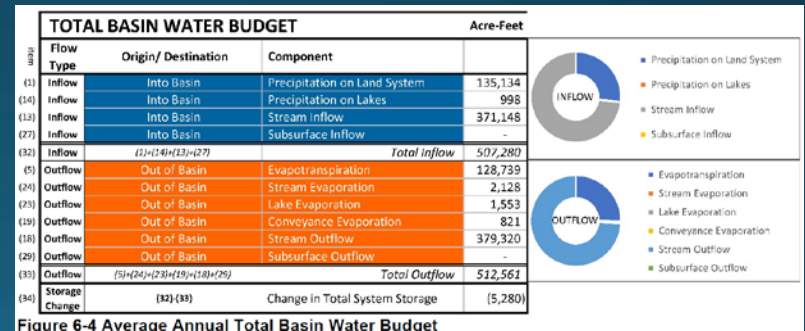 TOTAL BASIN WATER BUDGET Acre-Feet
item Flow Type Origin/ Destination Component
(1) Inflow Into Basin Precipitation on Land System 135,134
(14) Inflow Into Basin Precipitation on Lakes 998
(13) Inflow Into Basin Stream Inflow 371,148
(27) Inflow Into Basin Subsurface Inflow -
(32) Inflow (1)+(14)+(13)+(27) Total Inflow 507,280
(5) Outflow Out of Basin Evapotranspiration 128,739
(24) Outflow Out of Basin Stream Evaporation 2,128
(23) Outflow Out of Basin Lake Evaporation 1,553
(19) Outflow Out of Basin Conveyance Evaporation 821
(18) Outflow Out of Basin Stream Outflow 379,320
(29) Outflow Out of Basin Subsurface Outflow -
(33) Outflow (5)+(24)+(23)+(19)+(18)+(29) Total Outflow 512,561
(34) Storage Change (32)-(33) Change in Total System Storage (5,280)
INFLOW
Precipitation on Land System
Precipitation on Lakes
Stream Inflow
Subsurface Inflow
OUTFLOW
Evapotranspiration
Stream Evaporation
Lake Evaporation
Conveyance Evaporation
Stream Outflow
Subsurface Outflow
Figure 6-4 Average Annual Total Basin Water Budget